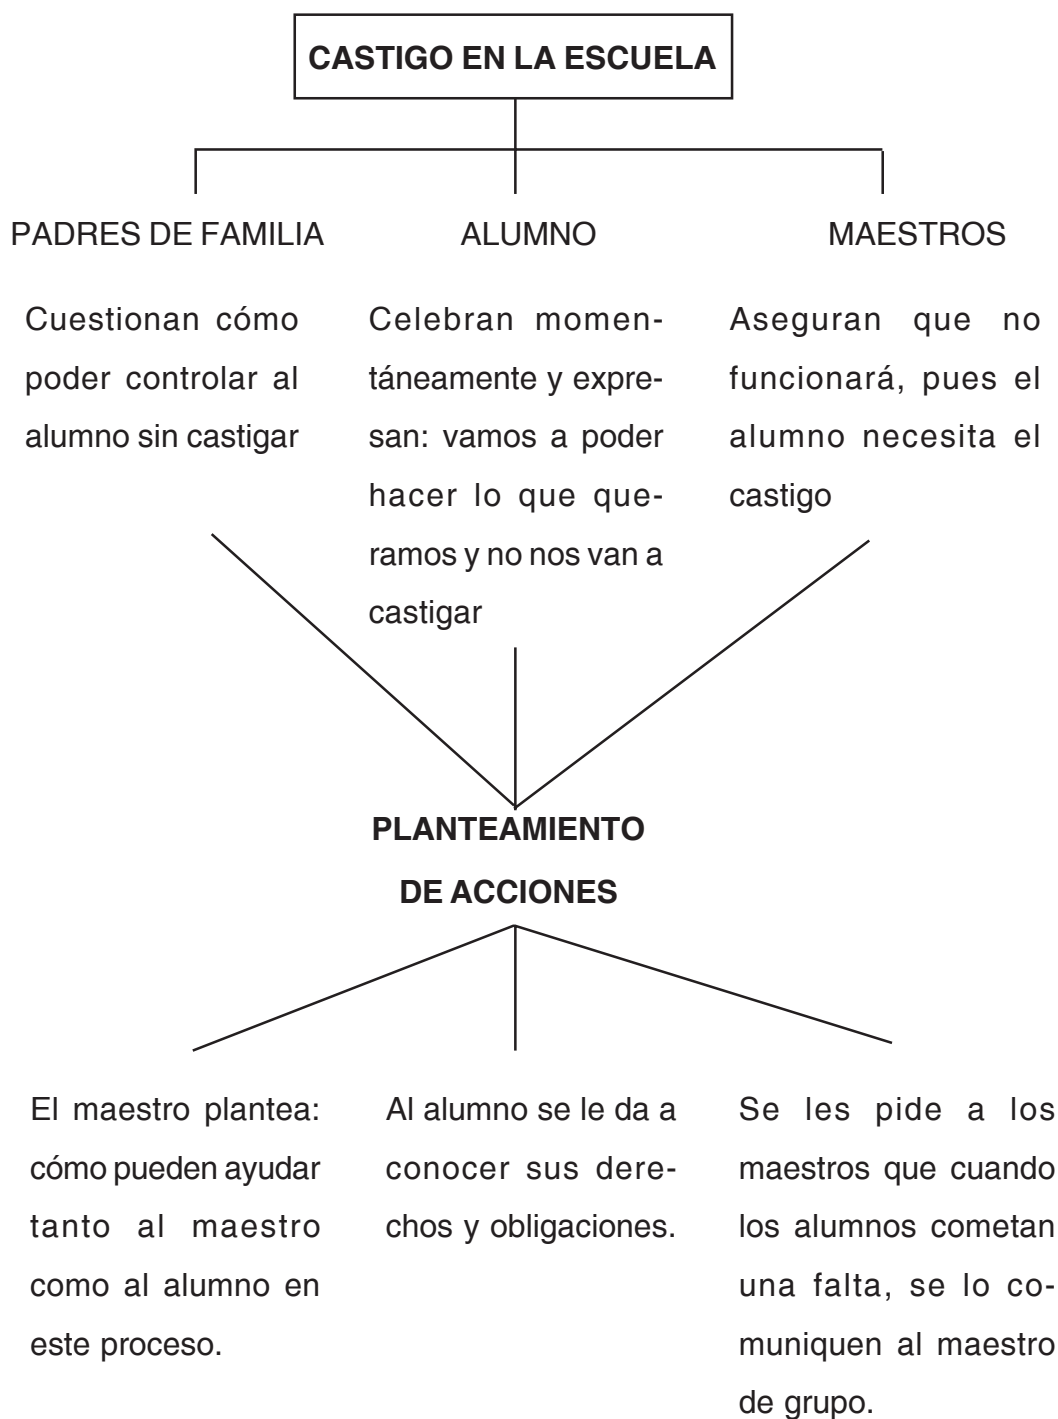 CASTIGO EN LA ESCUELA
PADRES DE FAMILIA
Cuestionan cómo
poder controlar al
alumno sin castigar
ALUMNO
Celebran momen-
táneamente y expre-
san: vamos a poder
hacer lo que que-
ramos y no nos van a
castigar
MAESTROS
Aseguran que no
funcionará, pues el
alumno necesita el
castigo
PLANTEAMIENTO
DE ACCIONES
El maestro plantea:
cómo pueden ayudar
tanto al maestro
como al alumno en
este proceso.
Al alumno se le da a
conocer sus dere-
chos y obligaciones.
Se les pide a los
maestros que cuando
los alumnos cometan
una falta, se lo co-
muniquen al maestro
de grupo.